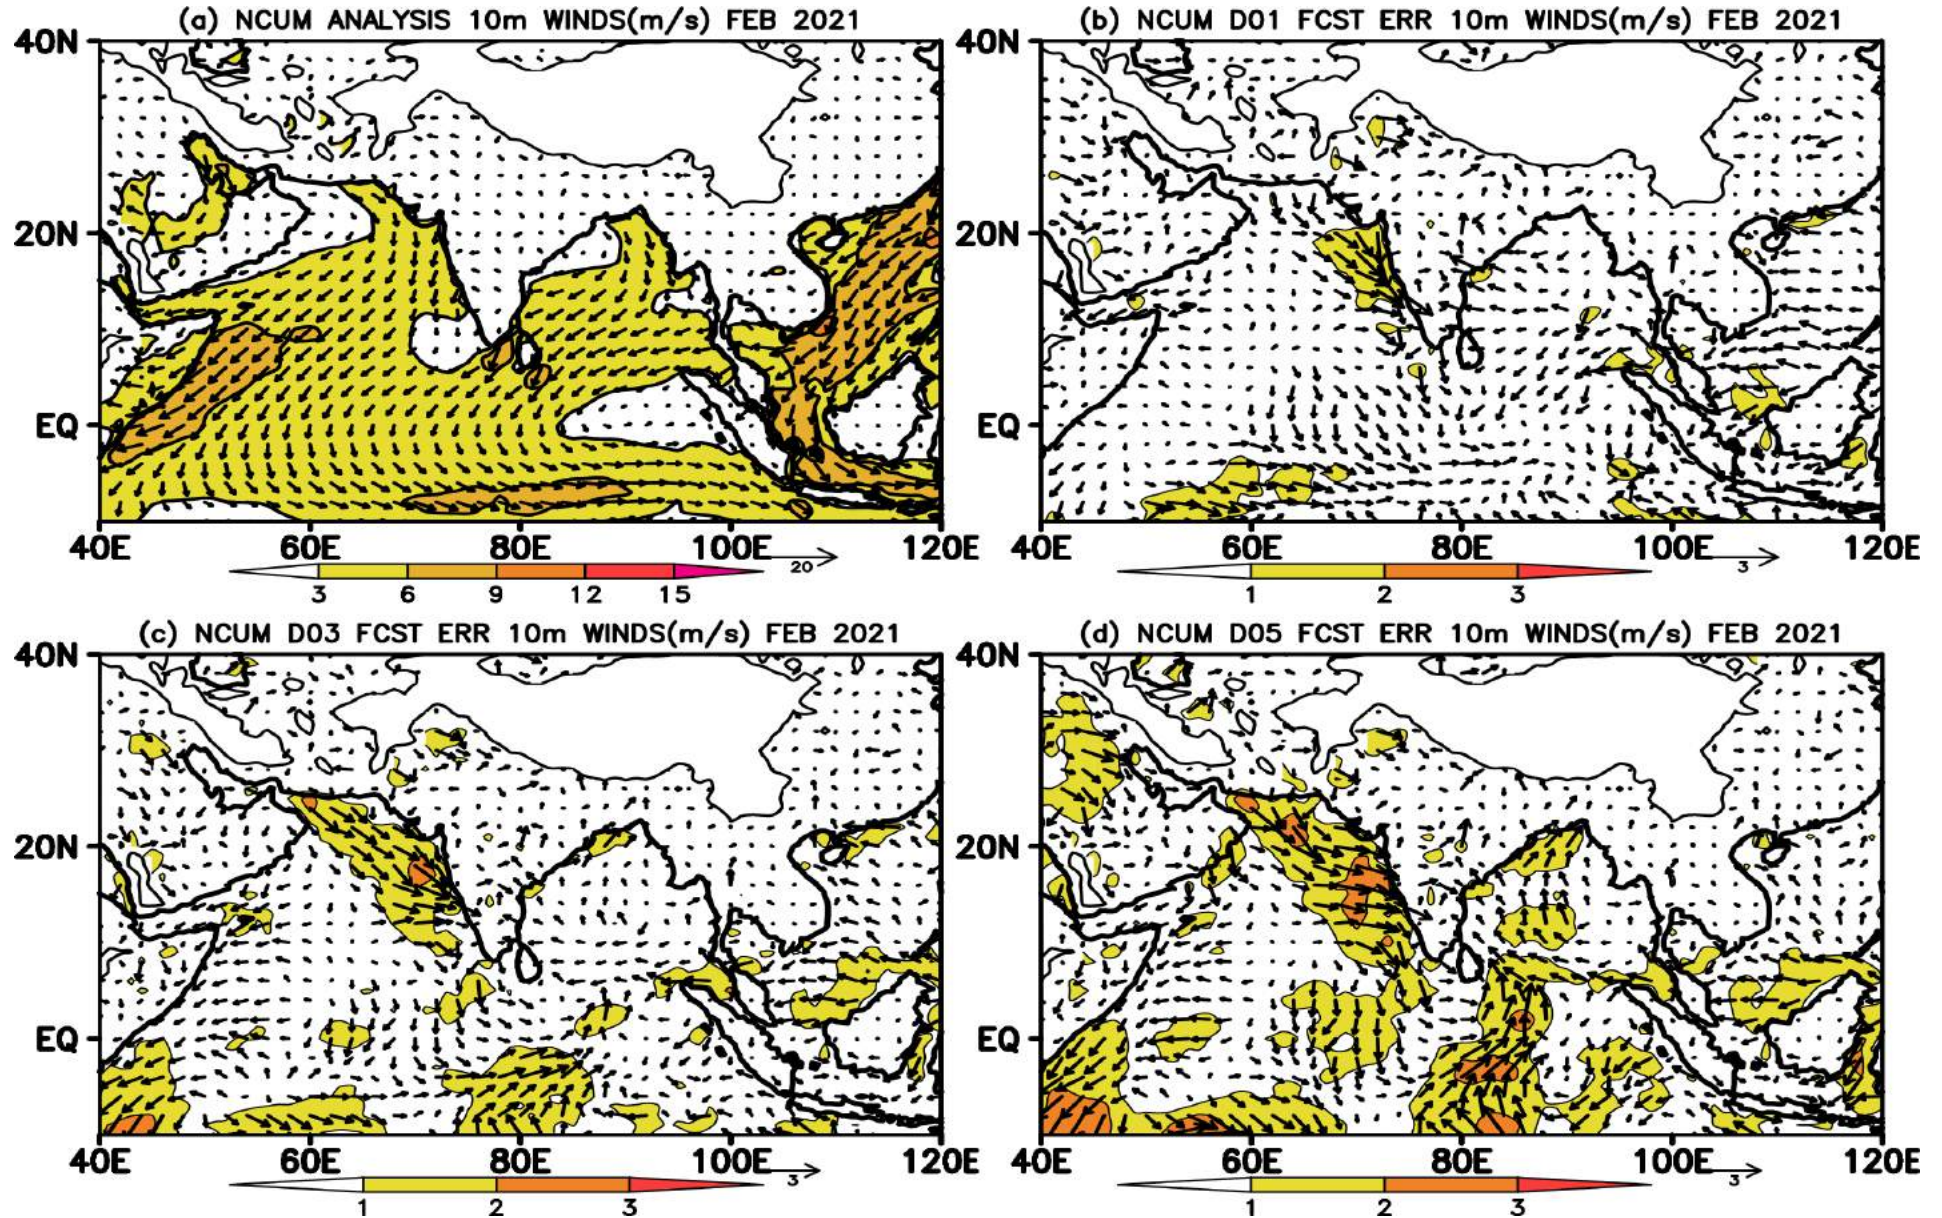 (a) NCUM ANALYSIS 10m WINDS(m/s) FEB 2021
40N
20N
EQ
40E 60E 80E 100E 120E
20
3 6 9 12 15
(b) NCUM D01 FCST ERR 10m WINDS(m/s) FEB 2021
40N
20N
EQ
40E 60E 80E 100E 120E
3
1 2 3
(c) NCUM D03 FCST ERR 10m WINDS(m/s) FEB 2021
40N
20N
EQ
40E 60E 80E 100E 120E
3
1 2 3
(d) NCUM D05 FCST ERR 10m WINDS(m/s) FEB 2021
40N
20N
EQ
40E 60E 80E 100E 120E
3
1 2 3